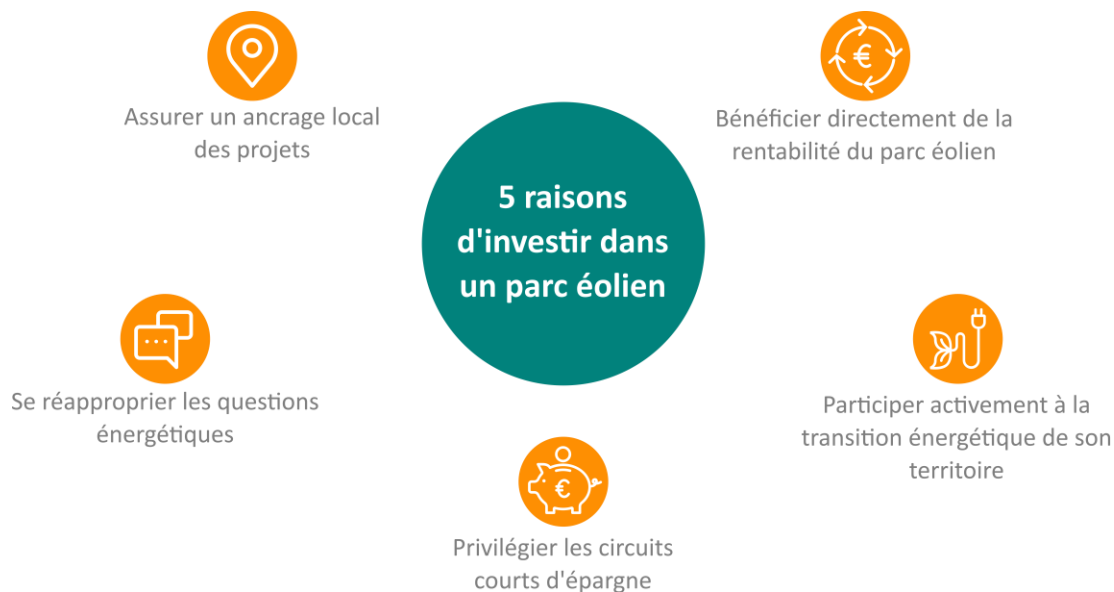 Assurer un ancrage local
des projets
Bénéficier directement de la
rentabilité du parc éolien
5 raisons
d'investir dans
un parc éolien
Se réapproprier les questions
énergétiques
Participer activement à la
transition énergétique de son
territoire
€
€
Privilégier les circuits
courts d'épargne